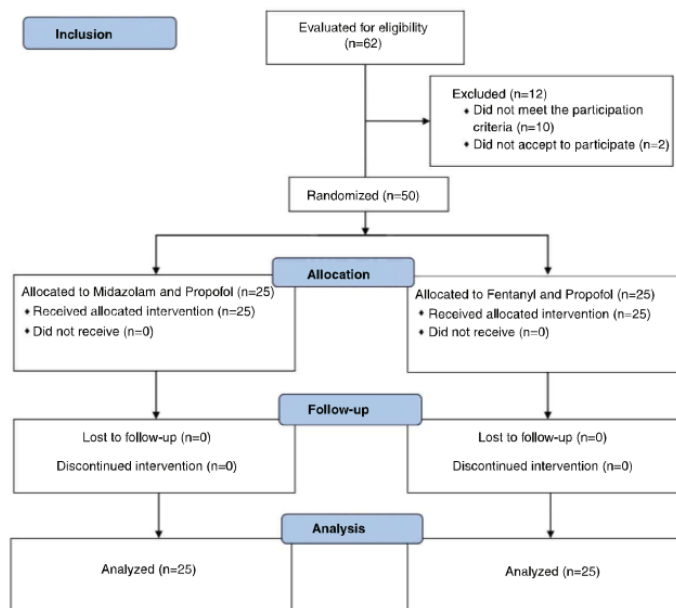 Inclusion
Evaluated for eligibility
(n=62)
Excluded (n=12)
♦ Did not meet the participation
criteria (n=10)
♦ Did not accept to participate (n=2)
Randomized (n=50)
Allocation
Allocated to Midazolam and Propofol (n=25)
♦ Received allocated intervention (n=25)
♦ Did not receive (n=0)
Allocated to Fentanyl and Propofol (n=25)
♦ Received allocated intervention (n=25)
♦ Did not receive (n=0)
Follow-up
Lost to follow-up (n=0)
Discontinued intervention (n=0)
Lost to follow-up (n=0)
Discontinued intervention (n=0)
Analysis
Analyzed (n=25)
Analyzed (n=25)